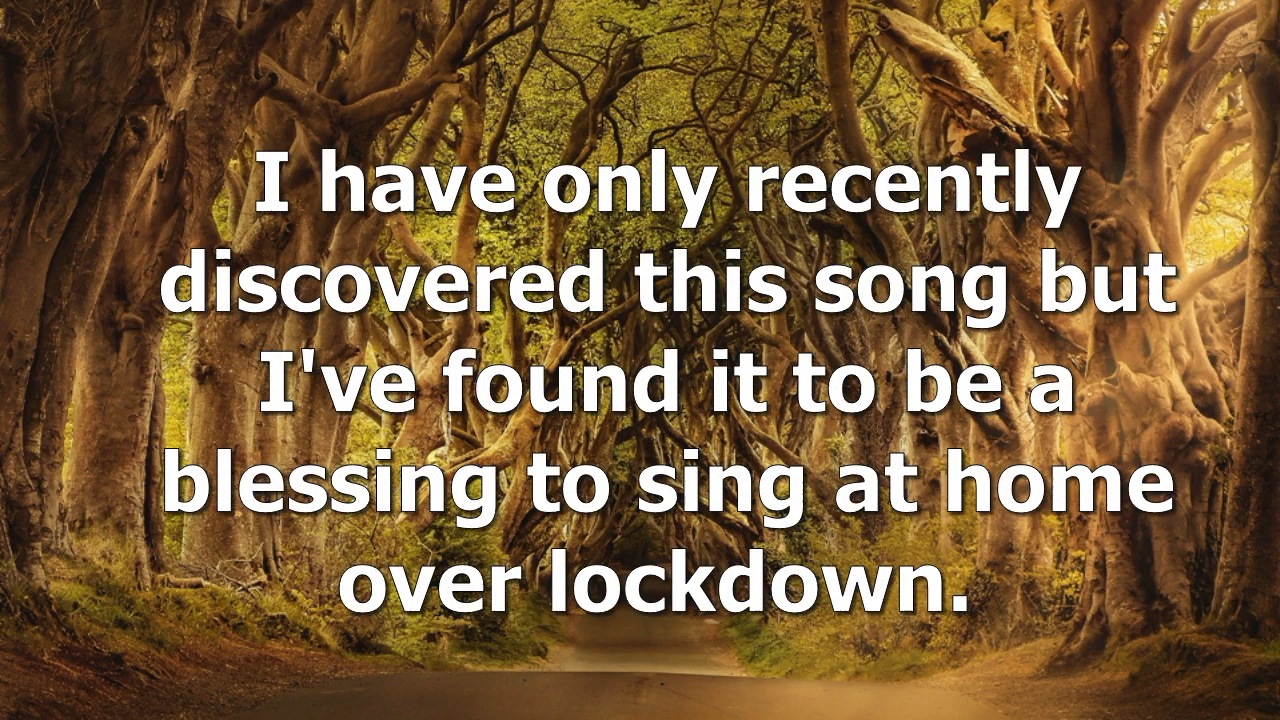 I have only recently
discovered this song but
I've found it to be a
blessing to sing at home
over lockdown.